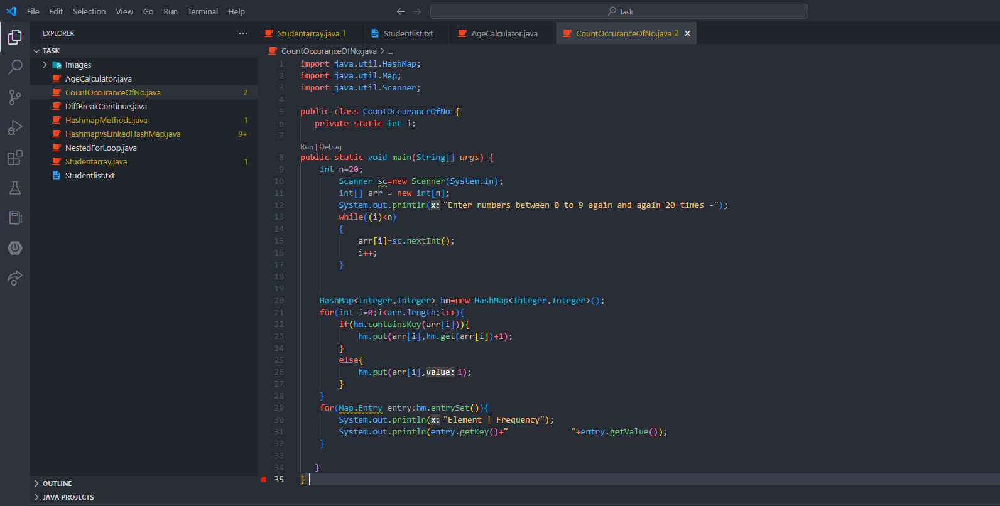 File Edit Selection View Go Run Terminal Help
Task
EXPLORER
Studentarray.java 1
Studentlist.txt
AgeCalculator.java
CountOccuranceOfNo.java 2
TASK
Images
AgeCalculator.java
CountOccuranceOfNo.java 2
DiffBreakContinue.java
HashmapMethods.java 1
HashmapvsLinkedHashMap.java 9+
NestedForLoop.java
Studentarray.java 1
Studentlist.txt
OUTLINE
JAVA PROJECTS
CountOccuranceOfNo.java > ...
1 import java.util.HashMap;
2 import java.util.Map;
3 import java.util.Scanner;
4
5 public class CountOccuranceOfNo {
6 private static int i;
7
Run | Debug
8 public static void main(String[] args) {
9 int n=20;
10 Scanner sc=new Scanner(System.in);
11 int[] arr = new int[n];
12 System.out.println(x: "Enter numbers between 0 to 9 again and again 20 times -");
13 while((i)<n)
14 {
15 arr[i]=sc.nextInt();
16 i++;
17 }
18
19
20 HashMap<Integer,Integer> hm=new HashMap<Integer,Integer>();
21 for(int i=0;i<arr.length;i++){
22 if(hm.containsKey(arr[i])){
23 hm.put(arr[i],hm.get(arr[i])+1);
24 }
25 else{
26 hm.put(arr[i],value: 1);
27 }
28 }
29 for(Map.Entry entry:hm.entrySet()){
30 System.out.println(x: "Element | Frequency");
31 System.out.println(entry.getKey()+"             "+entry.getValue());
32 }
33
34 }
35 }